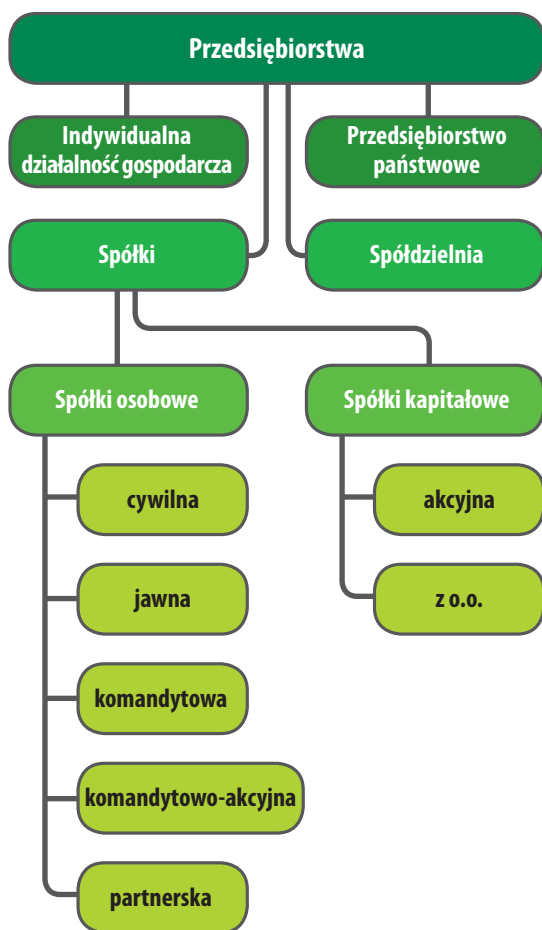 Przedsiębiorstwa
Indywidualna
działalność gospodarcza
Przedsiębiorstwo
państwowe
Spółki
Spółdzielnia
Spółki osobowe
Spółki kapitałowe
cywilna
akcyjna
jawna
z o.o.
komandytowa
komandytowo-akcyjna
partnerska